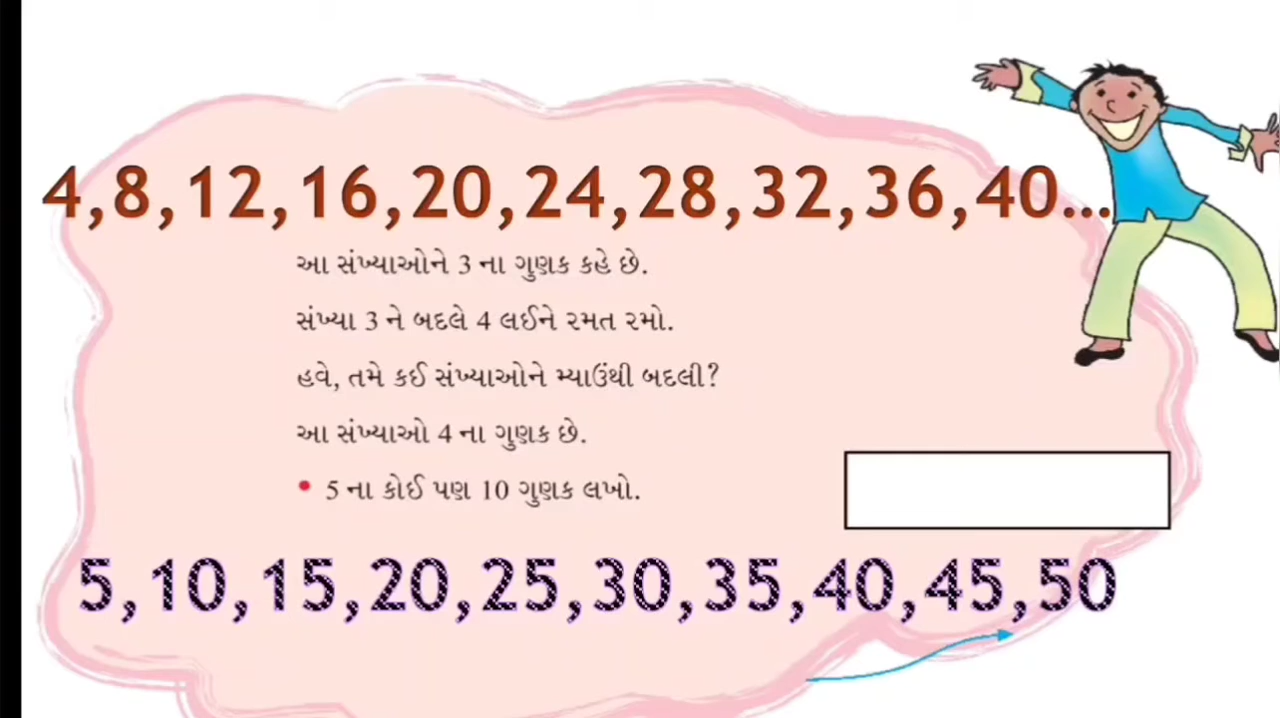 4,8,12,16,20,24,28,32,36,40...
આ સંખ્યાઓને 3 ના ગુણક કહે છે.
સંખ્યા 3 ને બદલે 4 લઈને રમત રમો.
હવે, તમે કઈ સંખ્યાઓને મ્યાઉંથી બદલી?
આ સંખ્યાઓ 4 ના ગુણક છે.
• 5 ના કોઈ પણ 10 ગુણક લખો.
5,10,15,20,25,30,35,40,45,50